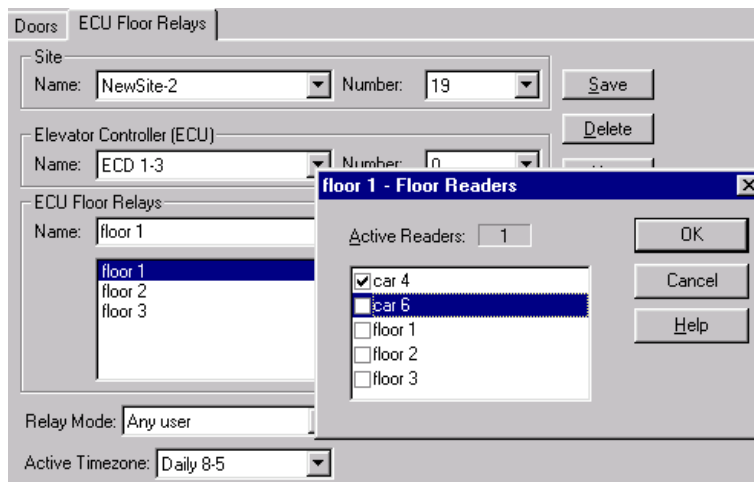 Doors ECU Floor Relays
Site
Name: NewSite-2 Number: 19 Save
Delete
Elevator Controller (ECU)
Name: ECD 1-3 Number: 0
ECU Floor Relays
Name: floor 1
floor 1
floor 2
floor 3
Relay Mode: Any user
Active Timezone: Daily 8-5
floor 1 - Floor Readers
Active Readers: 1
car 4
car 6
floor 1
floor 2
floor 3
OK
Cancel
Help